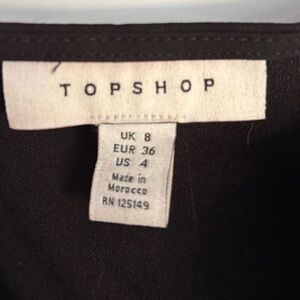 TOPSHOP
UK 8
EUR 36
US 4
Made in
Morocco
RN 125149